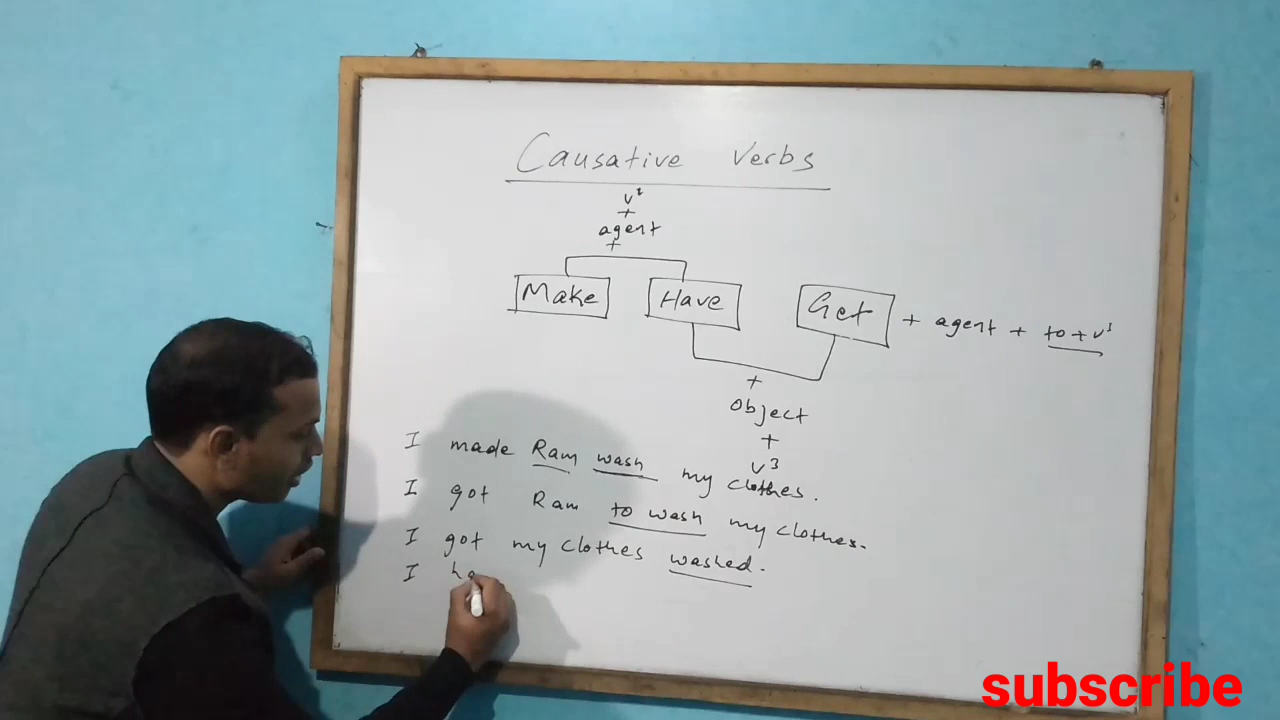 Causative Verbs
v¹
+
agent
+
Make Have Get + agent + to + v¹
+
Object
+
v³
I made Ram wash my clothes.
I got Ram to wash my clothes.
I got my clothes washed.
I ha
subscribe